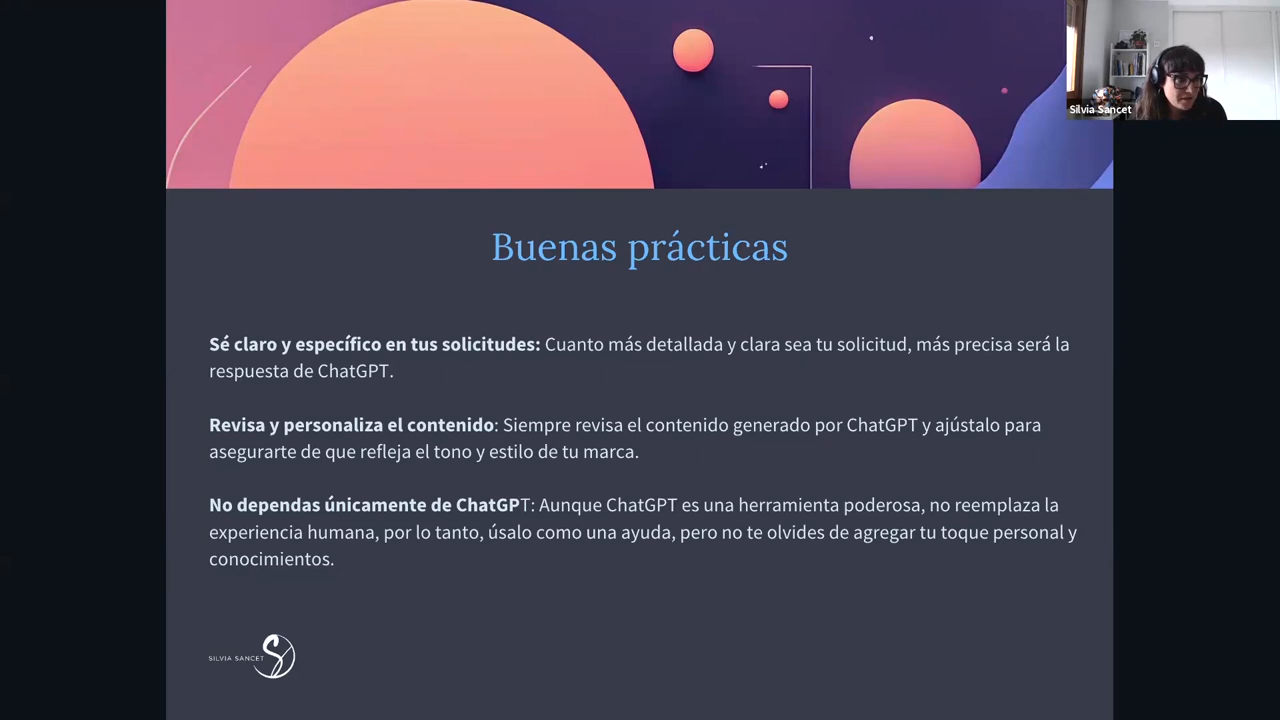 Silvia Sancet
Buenas prácticas
Sé claro y específico en tus solicitudes: Cuanto más detallada y clara sea tu solicitud, más precisa será la
respuesta de ChatGPT.
Revisa y personaliza el contenido: Siempre revisa el contenido generado por ChatGPT y ajústalo para
asegurarte de que refleja el tono y estilo de tu marca.
No dependas únicamente de ChatGPT: Aunque ChatGPT es una herramienta poderosa, no reemplaza la
experiencia humana, por lo tanto, úsalo como una ayuda, pero no te olvides de agregar tu toque personal y
conocimientos.
SILVIA SANCET